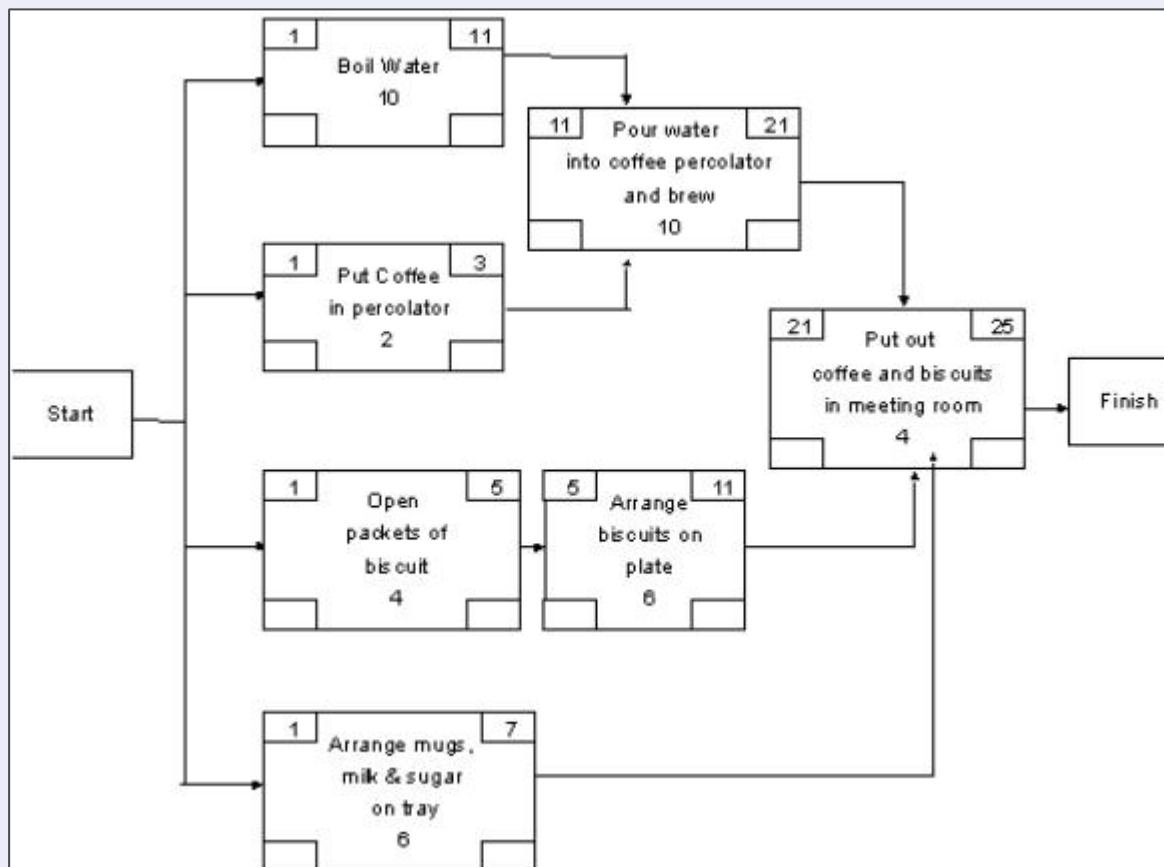 1 11
Boil Water
10
11 Pour water 21
into coffee percolator
and brew
10
1 3
Put Coffee
in percolator
2
21 25
Put out
coffee and biscuits
in meeting room
4
Start
Finish
1 5
Open
packets of
biscuit
4
5 Arrange 11
biscuits on
plate
6
1 7
Arrange mugs,
milk & sugar
on tray
6